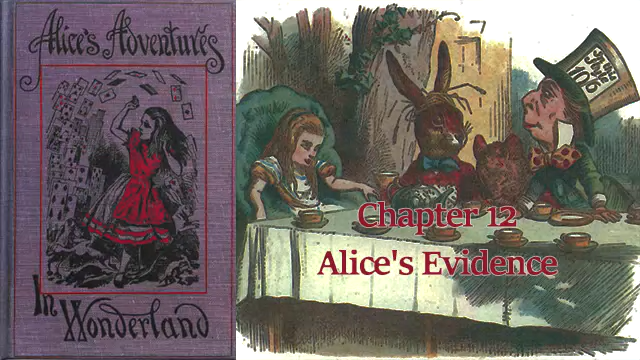 Alice's Adventures
In
Wonderland
Chapter 12
Alice's Evidence